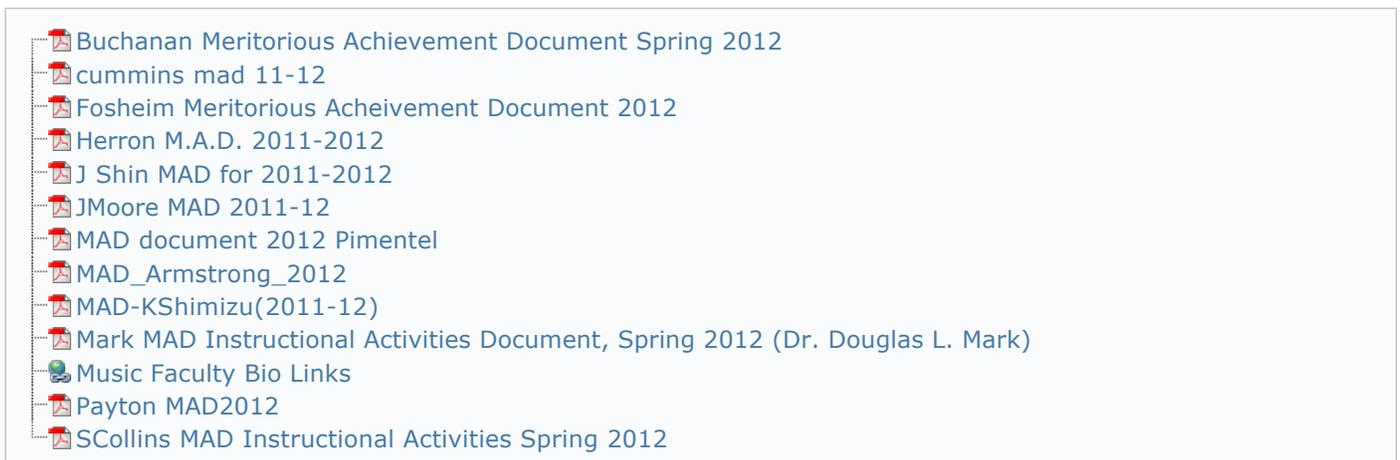 Buchanan Meritorious Achievement Document Spring 2012
cummins mad 11-12
Fosheim Meritorious Acheivement Document 2012
Herron M.A.D. 2011-2012
J Shin MAD for 2011-2012
JMoore MAD 2011-12
MAD document 2012 Pimentel
MAD_Armstrong_2012
MAD-KShimizu(2011-12)
Mark MAD Instructional Activities Document, Spring 2012 (Dr. Douglas L. Mark)
Music Faculty Bio Links
Payton MAD2012
SCollins MAD Instructional Activities Spring 2012